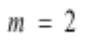 m = 2